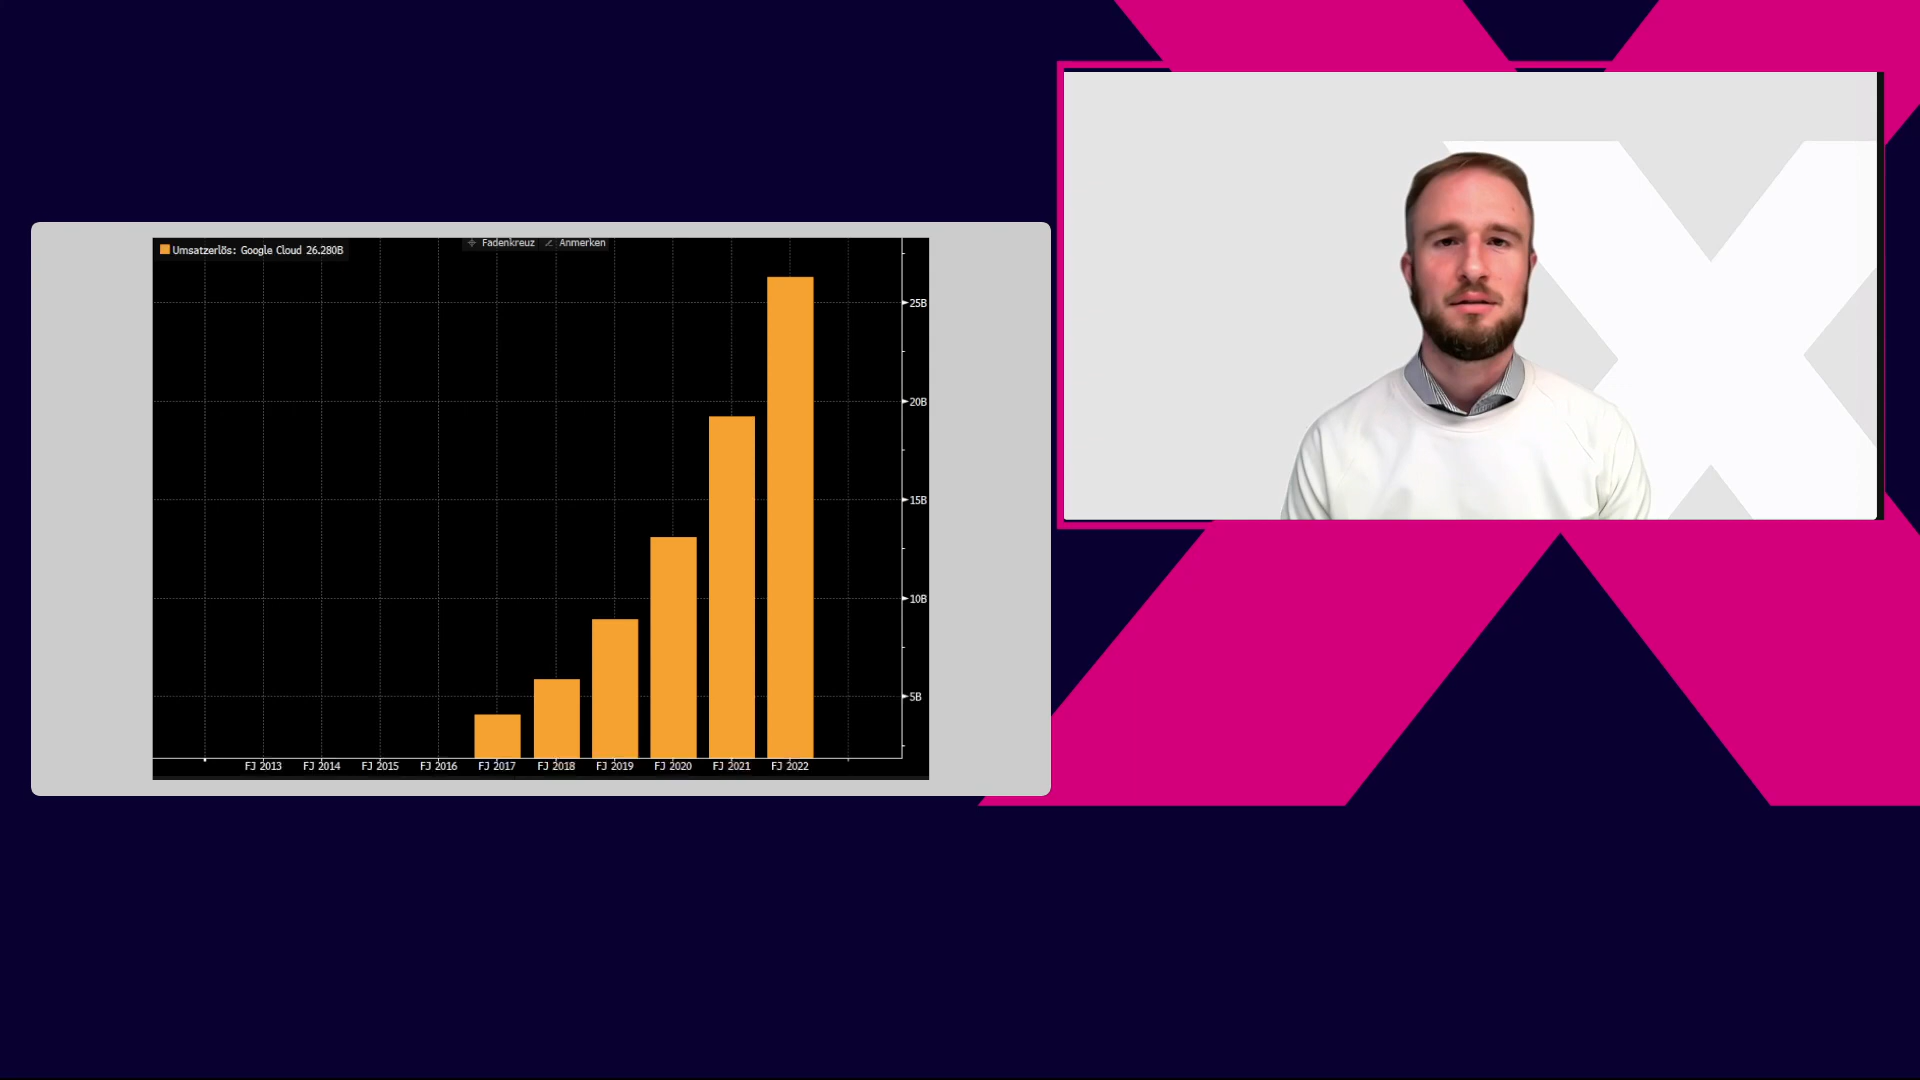 Umsatzerlös: Google Cloud 26.280B
Fadenkreuz Anmerken
25B
20B
15B
10B
5B
FJ 2013 FJ 2014 FJ 2015 FJ 2016 FJ 2017 FJ 2018 FJ 2019 FJ 2020 FJ 2021 FJ 2022